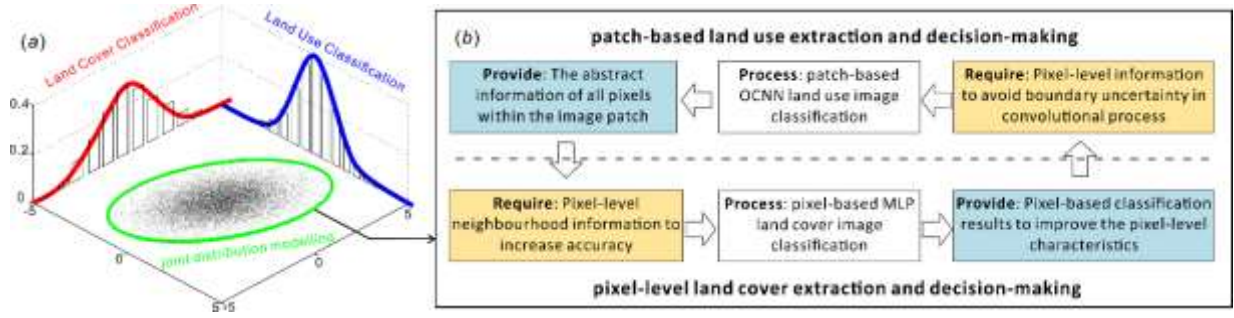 (a)
Land Cover Classification
Land Use Classification
0.4
0.2
0
-5
0
5
-5
0
5
joint distribution modelling
(b)
patch-based land use extraction and decision-making
Provide: The abstract
information of all pixels
within the image patch
Process: patch-based
OCNN land use image
classification
Require: Pixel-level information
to avoid boundary uncertainty in
convolutional process
Require: Pixel-level
neighbourhood information to
increase accuracy
Process: pixel-based MLP
land cover image
classification
Provide: Pixel-based classification
results to improve the pixel-level
characteristics
pixel-level land cover extraction and decision-making